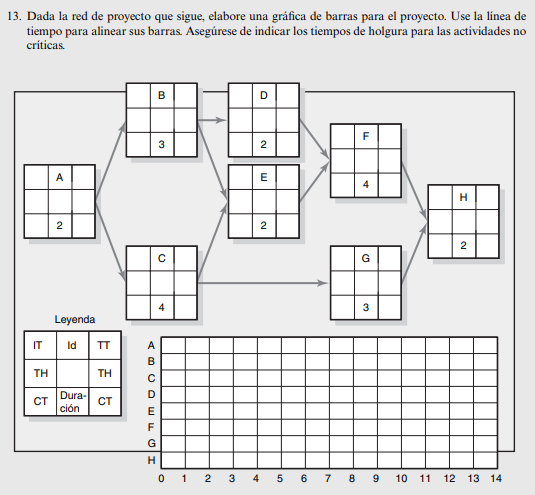 13. Dada la red de proyecto que sigue, elabore una gráfica de barras para el proyecto. Use la línea de
tiempo para alinear sus barras. Asegúrese de indicar los tiempos de holgura para las actividades no
críticas.
B
3
D
2
F
4
A
2
E
2
H
2
C
4
G
3
Leyenda
IT Id TT
TH TH
CT Dura-
ción CT
A
B
C
D
E
F
G
H
0 1 2 3 4 5 6 7 8 9 10 11 12 13 14